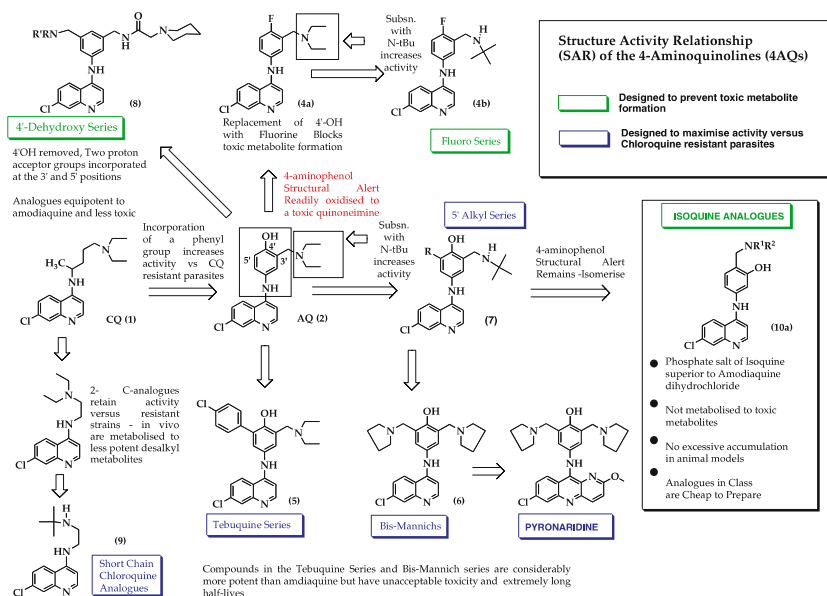 Structure Activity Relationship
(SAR) of the 4-Aminoquinolines (4AQs)
Designed to prevent toxic metabolite
formation
Designed to maximise activity versus
Chloroquine resistant parasites
R'RN
N
H
O
N
HN
Cl
N
(8)
4'-Dehydroxy Series
4'OH removed, Two proton
acceptor groups incorporated
at the 3' and 5' positions
Analogues equipotent to
amodiaquine and less toxic
F
N
HN
Cl
N
(4a)
Replacement of 4'-OH
with Fluorine Blocks
toxic metabolite formation
Subsn.
with
N-tBu
increases
activity
F
H
N
HN
Cl
N
(4b)
Fluoro Series
4-aminophenol
Structural Alert
Readily oxidised to
a toxic quinoneimine
H3C
N
HN
Cl
N
CQ (1)
Incorporation
of a phenyl
group increases
activity vs CQ
resistant parasites
OH
4'
5'
3'
N
HN
Cl
N
AQ (2)
Subsn.
with
N-tBu
increases
activity
5' Alkyl Series
OH
R
N
H
HN
Cl
N
(7)
4-aminophenol
Structural Alert
Remains -Isomerise
ISOQUINE ANALOGUES
NR1R2
OH
HN
Cl
N
(10a)
Phosphate salt of Isoquine
superior to Amodiaquine
dihydrochloride
Not metabolised to toxic
metabolites
No excessive accumulation
in animal models
Analogues in Class
are Cheap to Prepare
N
HN
Cl
N
2- C-analogues
retain activity
versus resistant
strains - in vivo
are metabolised to
less potent desalkyl
metabolites
H
N
HN
Cl
N
(9)
Short Chain
Chloroquine
Analogues
Cl
OH
N
HN
Cl
N
(5)
Tebuquine Series
N
OH
N
HN
Cl
N
(6)
Bis-Mannichs
N
OH
N
HN
N
O
Cl
N
PYRONARIDINE
Compounds in the Tebuquine Series and Bis-Mannich series are considerably
more potent than amdiaquine but have unacceptable toxicity and extremely long
half-lives